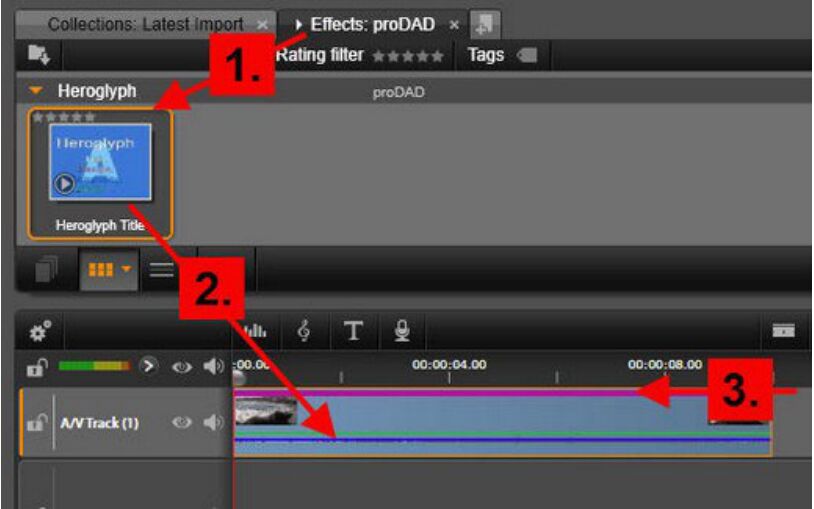 Collections: Latest Import × Effects: proDAD ×
1.
Rating filter Tags
Heroglyph proDAD
Heroglyph
Heroglyph Title
2.
T
:00.00 00:00:04.00 00:00:08.00
3.
A/V Track (1)